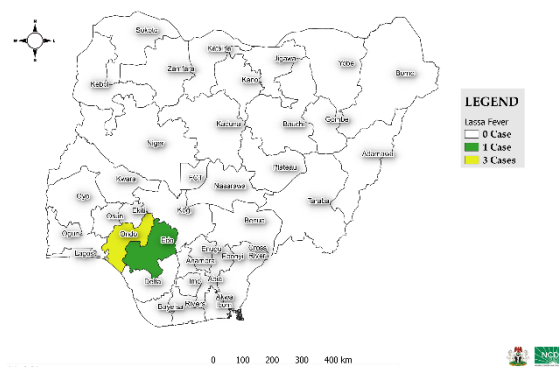 Sokoto
Katsina
Jigawa
Yobe
Borno
Zamfara
Kano
Kebbi
Kaduna
Bauchi
Gombe
Niger
Adamawa
Plateau
Kwara
FCT
Nasarawa
Taraba
Oyo
Ekiti
Kogi
Osun
Benue
Ondo
Edo
Ogun
Enugu
Cross
River
Ebonyi
Lagos
Anambra
Delta
Imo
Abia
Akwa
Ibom
Bayelsa
Rivers
LEGEND
Lassa Fever
0 Case
1 Case
3 Cases
0 100 200 300 400 km
NCD